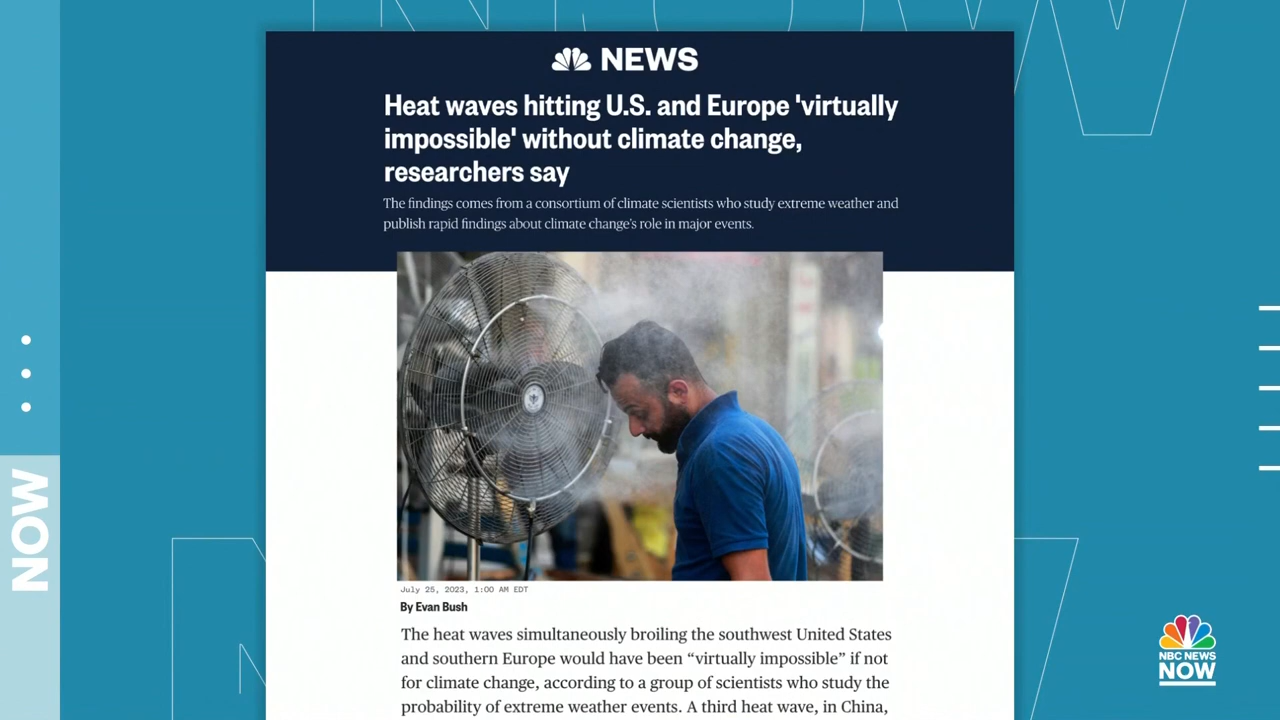 NEWS
Heat waves hitting U.S. and Europe 'virtually
impossible' without climate change,
researchers say
The findings comes from a consortium of climate scientists who study extreme weather and
publish rapid findings about climate change's role in major events.
July 25, 2023, 1:00 AM EDT
By Evan Bush
The heat waves simultaneously broiling the southwest United States
and southern Europe would have been “virtually impossible” if not
for climate change, according to a group of scientists who study the
probability of extreme weather events. A third heat wave, in China,
NOW
NBC NEWS
NOW